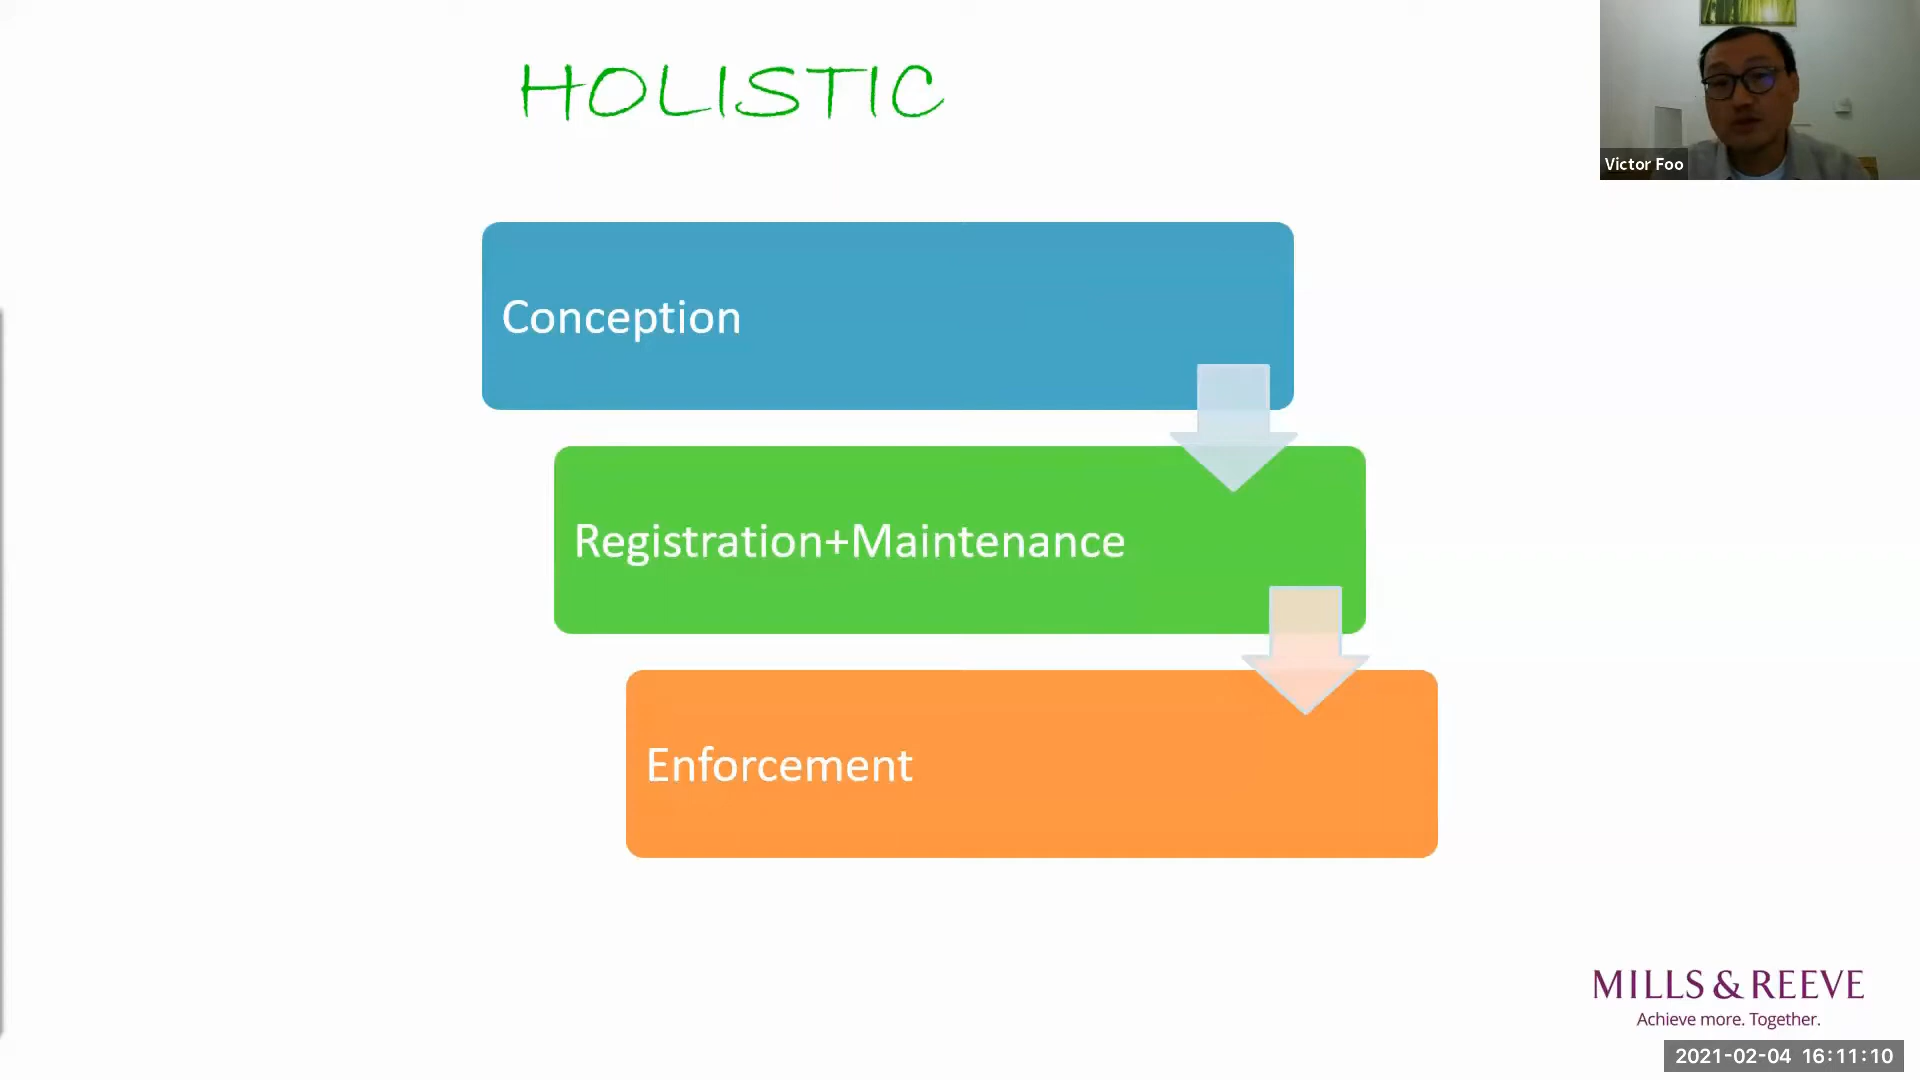 HOLISTIC
Victor Foo
Conception
Registration+Maintenance
Enforcement
MILLS & REEVE
Achieve more. Together.
2021-02-04 16:11:10